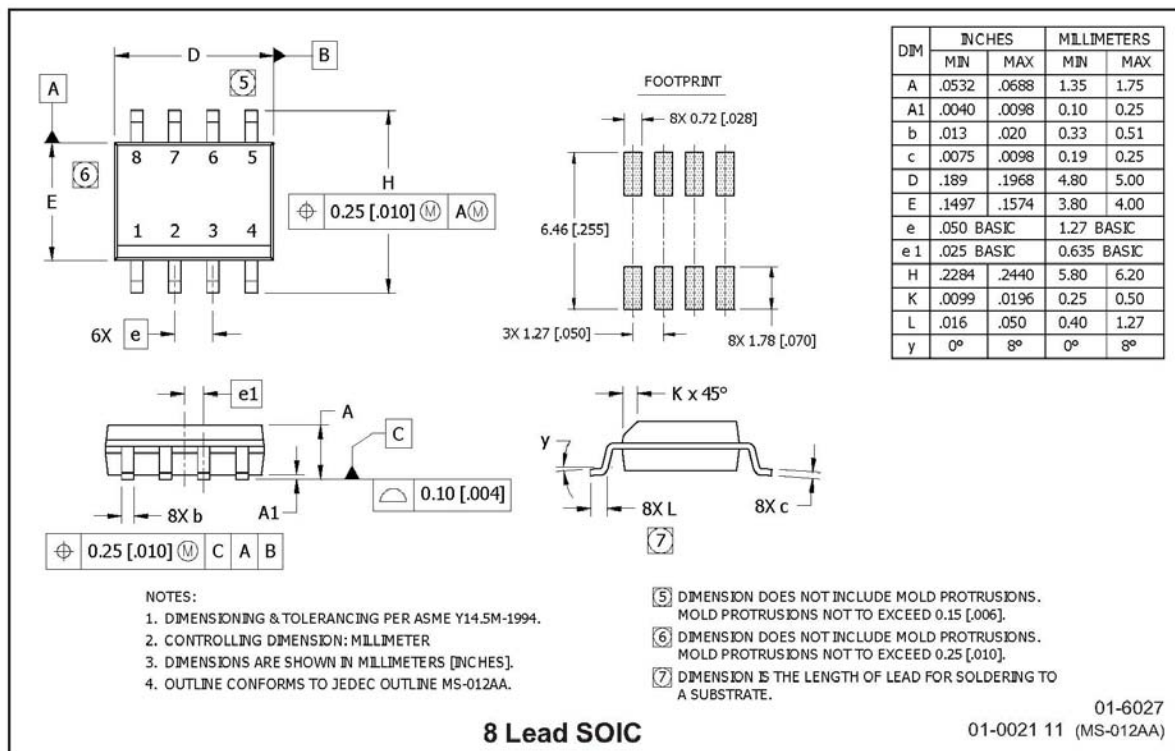 D
B
5
A
8 7 6 5
6
E
H
⌖ 0.25 [.010] Ⓜ A Ⓜ
1 2 3 4
6X e
FOOTPRINT
8X 0.72 [.028]
6.46 [.255]
3X 1.27 [.050]
8X 1.78 [.070]
DIM INCHES MILLIMETERS
MIN MAX MIN MAX
A .0532 .0688 1.35 1.75
A1 .0040 .0098 0.10 0.25
b .013 .020 0.33 0.51
c .0075 .0098 0.19 0.25
D .189 .1968 4.80 5.00
E .1497 .1574 3.80 4.00
e .050 BASIC 1.27 BASIC
e 1 .025 BASIC 0.635 BASIC
H .2284 .2440 5.80 6.20
K .0099 .0196 0.25 0.50
L .016 .050 0.40 1.27
y 0° 8° 0° 8°
e1
A
C
0.10 [.004]
8X b
A1
⌖ 0.25 [.010] Ⓜ C A B
K x 45°
y
8X L
8X c
7
NOTES:
1. DIMENSIONING & TOLERANCING PER ASME Y14.5M-1994.
2. CONTROLLING DIMENSION: MILLIMETER
3. DIMENSIONS ARE SHOWN IN MILLIMETERS [INCHES].
4. OUTLINE CONFORMS TO JEDEC OUTLINE MS-012AA.
5 DIMENSION DOES NOT INCLUDE MOLD PROTRUSIONS.
MOLD PROTRUSIONS NOT TO EXCEED 0.15 [.006].
6 DIMENSION DOES NOT INCLUDE MOLD PROTRUSIONS.
MOLD PROTRUSIONS NOT TO EXCEED 0.25 [.010].
7 DIMENSION IS THE LENGTH OF LEAD FOR SOLDERING TO
A SUBSTRATE.
8 Lead SOIC
01-6027
01-0021 11 (MS-012AA)